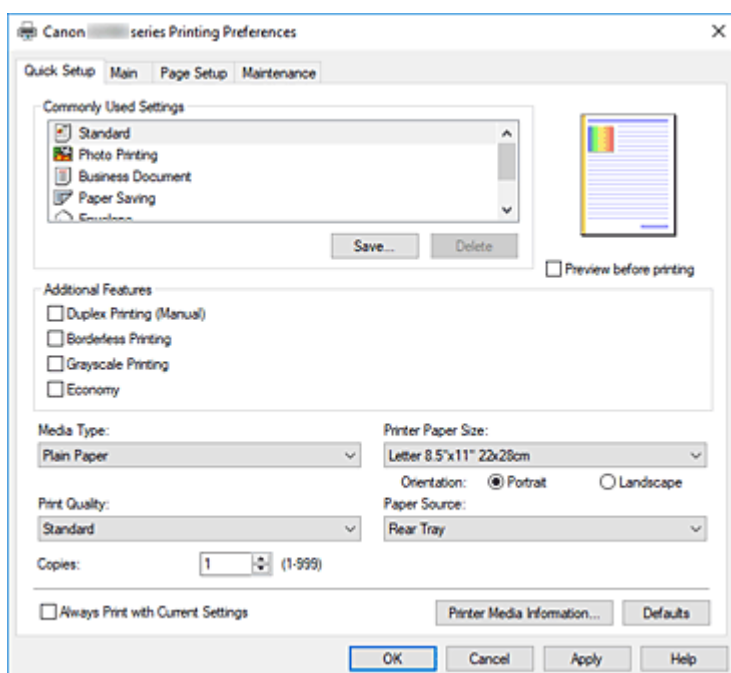 Canon series Printing Preferences
Quick Setup Main Page Setup Maintenance
Commonly Used Settings
Standard
Photo Printing
Business Document
Paper Saving
Envelope
Save... Delete
Preview before printing
Additional Features
Duplex Printing (Manual)
Borderless Printing
Grayscale Printing
Economy
Media Type: Printer Paper Size:
Plain Paper Letter 8.5"x11" 22x28cm
Orientation: Portrait Landscape
Print Quality: Paper Source:
Standard Rear Tray
Copies: 1 (1-999)
Always Print with Current Settings Printer Media Information... Defaults
OK Cancel Apply Help